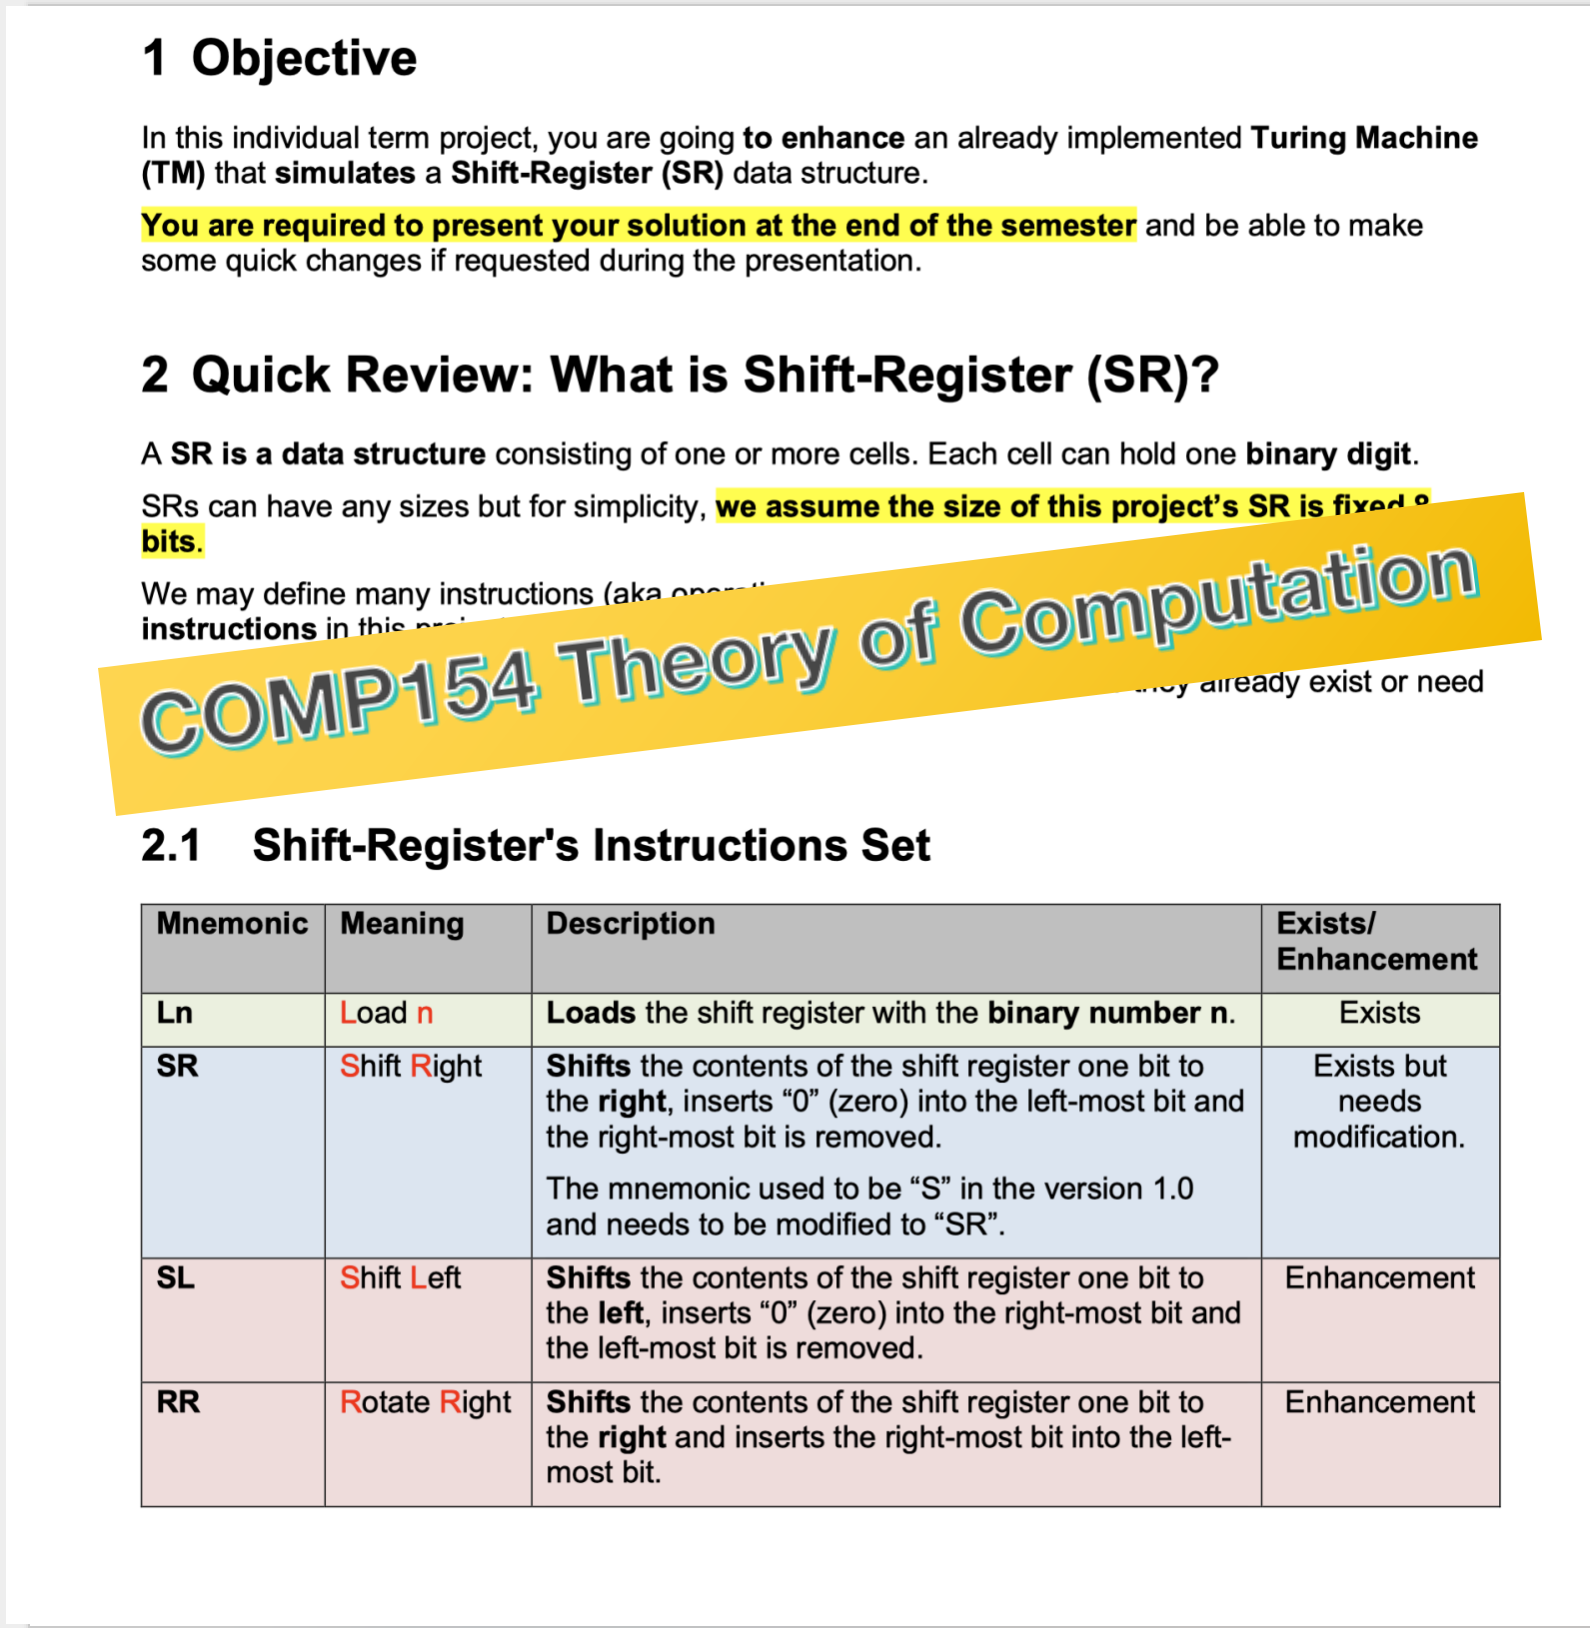 1 Objective
In this individual term project, you are going to enhance an already implemented Turing Machine
(TM) that simulates a Shift-Register (SR) data structure.
You are required to present your solution at the end of the semester and be able to make
some quick changes if requested during the presentation.
2 Quick Review: What is Shift-Register (SR)?
A SR is a data structure consisting of one or more cells. Each cell can hold one binary digit.
SRs can have any sizes but for simplicity, we assume the size of this project’s SR is fixed 8
bits.
We may define many instructions (aka
instructions in this
COMP154 Theory of Computation
already exist or need
2.1 Shift-Register's Instructions Set
Mnemonic Meaning Description Exists/
Enhancement
Ln Load n Loads the shift register with the binary number n. Exists
SR Shift Right Shifts the contents of the shift register one bit to Exists but
the right, inserts “0” (zero) into the left-most bit and needs
the right-most bit is removed. modification.
The mnemonic used to be “S” in the version 1.0
and needs to be modified to “SR”.
SL Shift Left Shifts the contents of the shift register one bit to Enhancement
the left, inserts “0” (zero) into the right-most bit and
the left-most bit is removed.
RR Rotate Right Shifts the contents of the shift register one bit to Enhancement
the right and inserts the right-most bit into the left-
most bit.